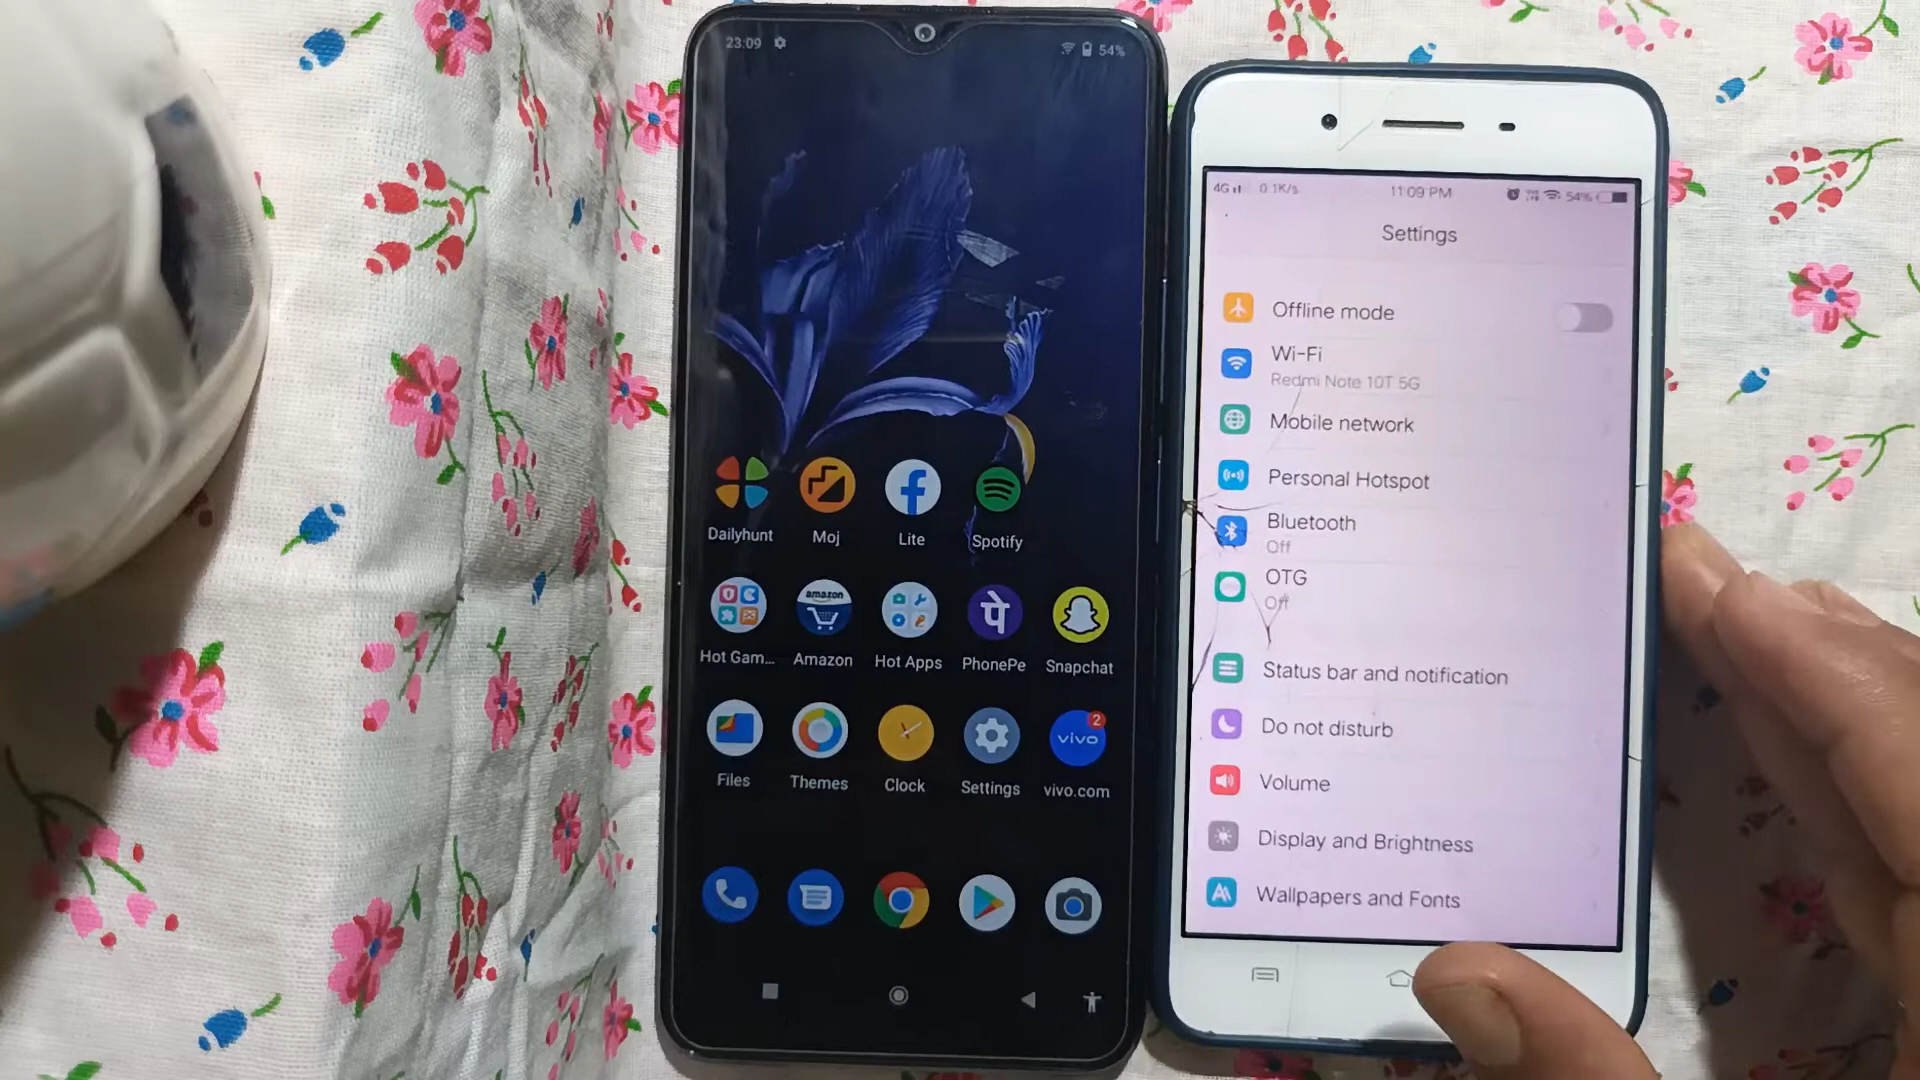 23:09
54%
Dailyhunt
Moj
Lite
Spotify
amazon
पे
Hot Gam...
Amazon
Hot Apps
PhonePe
Snapchat
vivo
2
Files
Themes
Clock
Settings
vivo.com
4G
0.1K/s
11:09 PM
54%
Settings
Offline mode
Wi-Fi
Redmi Note 10T 5G
Mobile network
Personal Hotspot
Bluetooth
Off
OTG
Off
Status bar and notification
Do not disturb
Volume
Display and Brightness
Wallpapers and Fonts